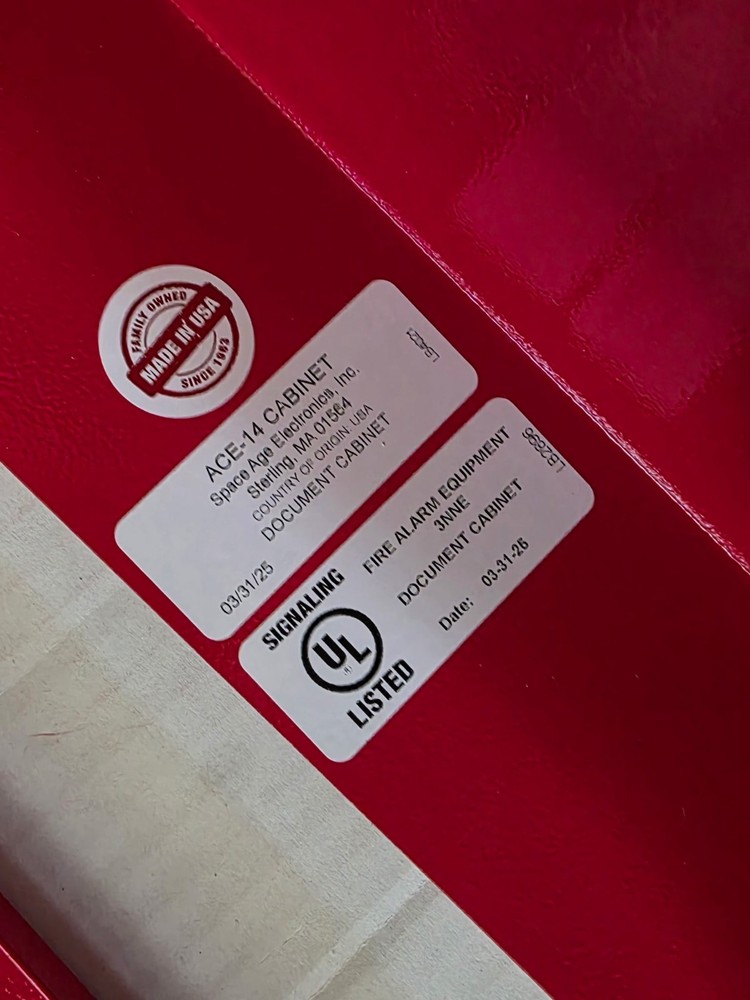 FAMILY OWNED
MADE IN USA
SINCE 1963
ACE-14 CABINET
Space Age Electronics, Inc.
Sterling, MA 01564
COUNTRY OF ORIGIN: USA
DOCUMENT CABINET
03/31/25
SIGNALING
UL
LISTED
FIRE ALARM EQUIPMENT
3NNE
DOCUMENT CABINET
Date: 03-31-25